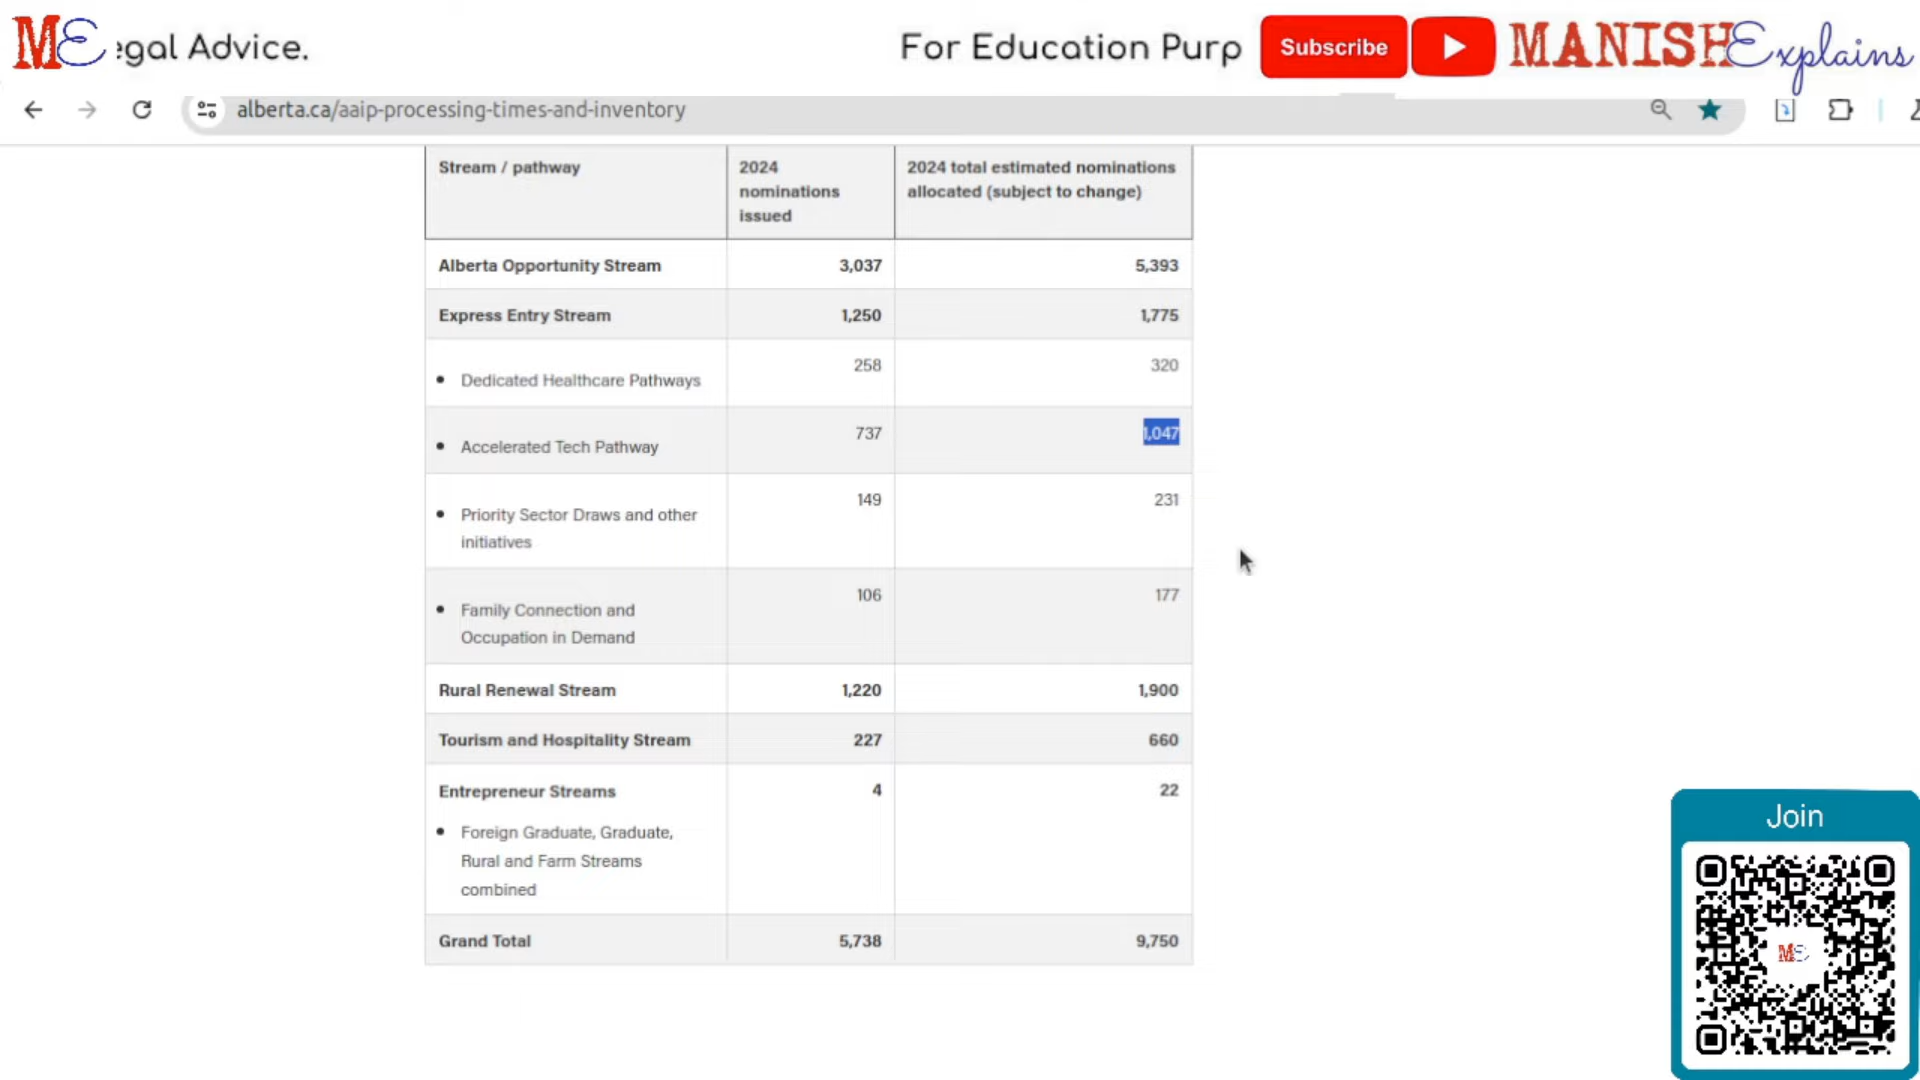 ME
egal Advice.
For Education Purp
Subscribe
MANISH Explains
alberta.ca/aaip-processing-times-and-inventory
Stream / pathway
2024
nominations
issued
2024 total estimated nominations
allocated (subject to change)
Alberta Opportunity Stream 3,037 5,393
Express Entry Stream 1,250 1,775
• Dedicated Healthcare Pathways 258 320
• Accelerated Tech Pathway 737 1,047
• Priority Sector Draws and other
initiatives 149 231
• Family Connection and
Occupation in Demand 106 177
Rural Renewal Stream 1,220 1,900
Tourism and Hospitality Stream 227 660
Entrepreneur Streams 4 22
• Foreign Graduate, Graduate,
Rural and Farm Streams
combined
Grand Total 5,738 9,750
Join
ME